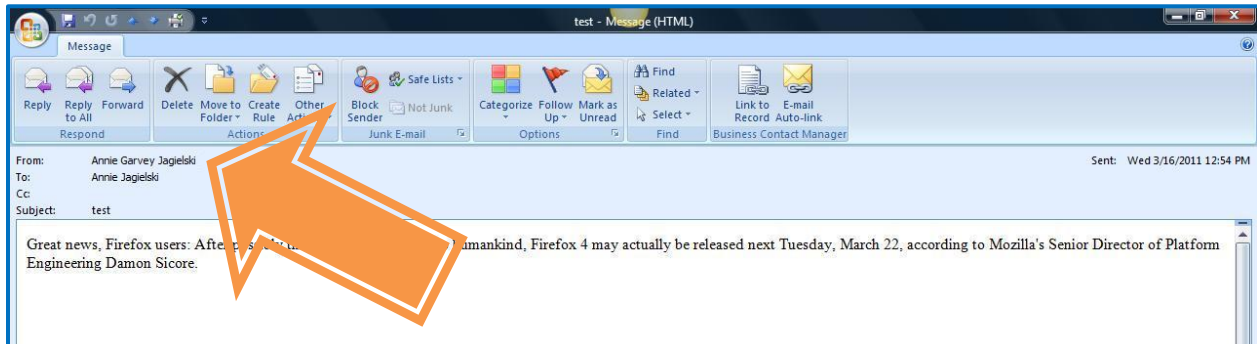 test - Message (HTML)
Message
Reply Reply to All Forward Delete Move to Folder Create Rule Other Block Sender Safe Lists Not Junk Categorize Follow Up Mark as Unread Find Related Select Link to Record E-mail Auto-link
Respond Actions Junk E-mail Options Find Business Contact Manager
From: Annie Garvey Jagielski Sent: Wed 3/16/2011 12:54 PM
To: Annie Jagielski
Cc:
Subject: test
Great news, Firefox users: After mankind, Firefox 4 may actually be released next Tuesday, March 22, according to Mozilla's Senior Director of Platform
Engineering Damon Sicore.